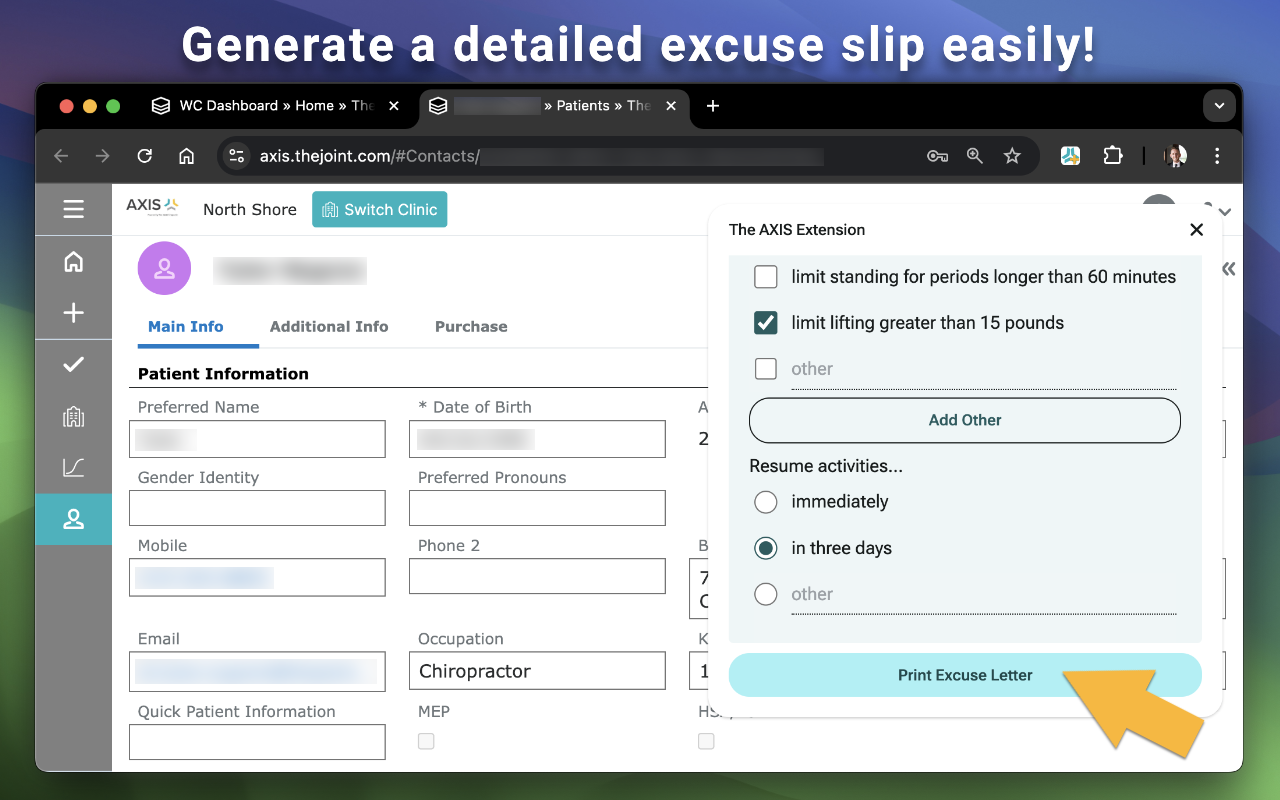 Generate a detailed excuse slip easily!
WC Dashboard » Home » The
» Patients » The
axis.thejoint.com/#Contacts/
AXIS
North Shore
Switch Clinic
The AXIS Extension
limit standing for periods longer than 60 minutes
limit lifting greater than 15 pounds
other
Add Other
Resume activities...
immediately
in three days
other
Print Excuse Letter
Main Info
Additional Info
Purchase
Patient Information
Preferred Name
* Date of Birth
A
2
Gender Identity
Preferred Pronouns
Mobile
Phone 2
B
7
C
Email
Occupation
K
Chiropractor
1
Quick Patient Information
MEP